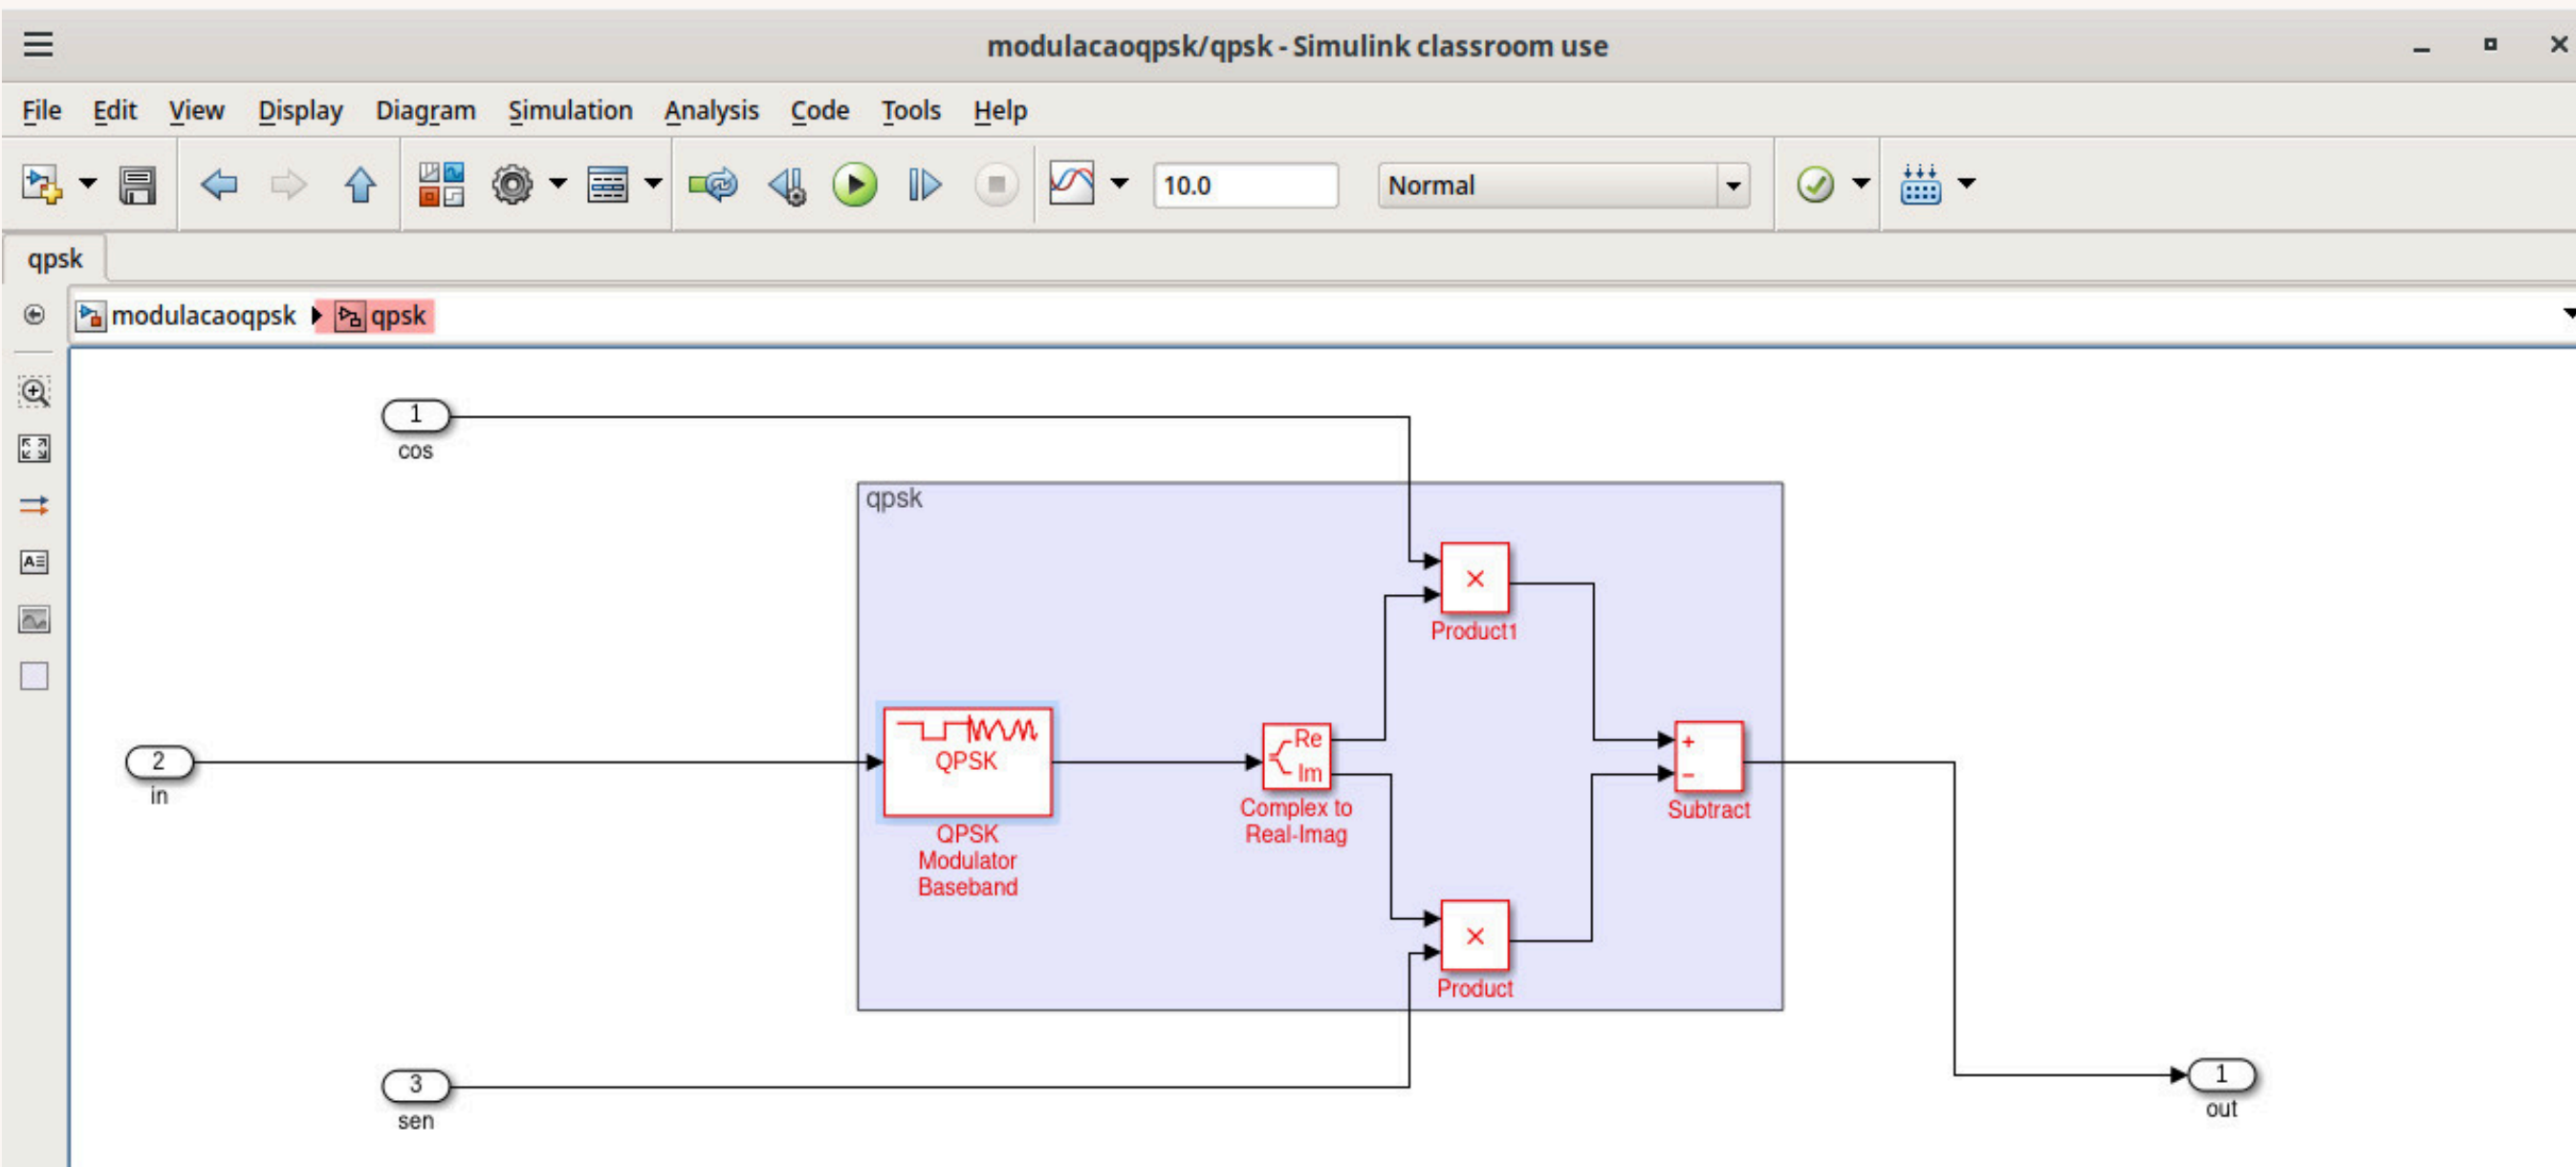 modulacaoqpsk/qpsk - Simulink classroom use
File Edit View Display Diagram Simulation Analysis Code Tools Help
10.0 Normal
qpsk
modulacaoqpsk qpsk
1
cos
qpsk
×
Product1
2
in
QPSK
QPSK
Modulator
Baseband
Re
Im
Complex to
Real-Imag
+
−
Subtract
×
Product
3
sen
1
out